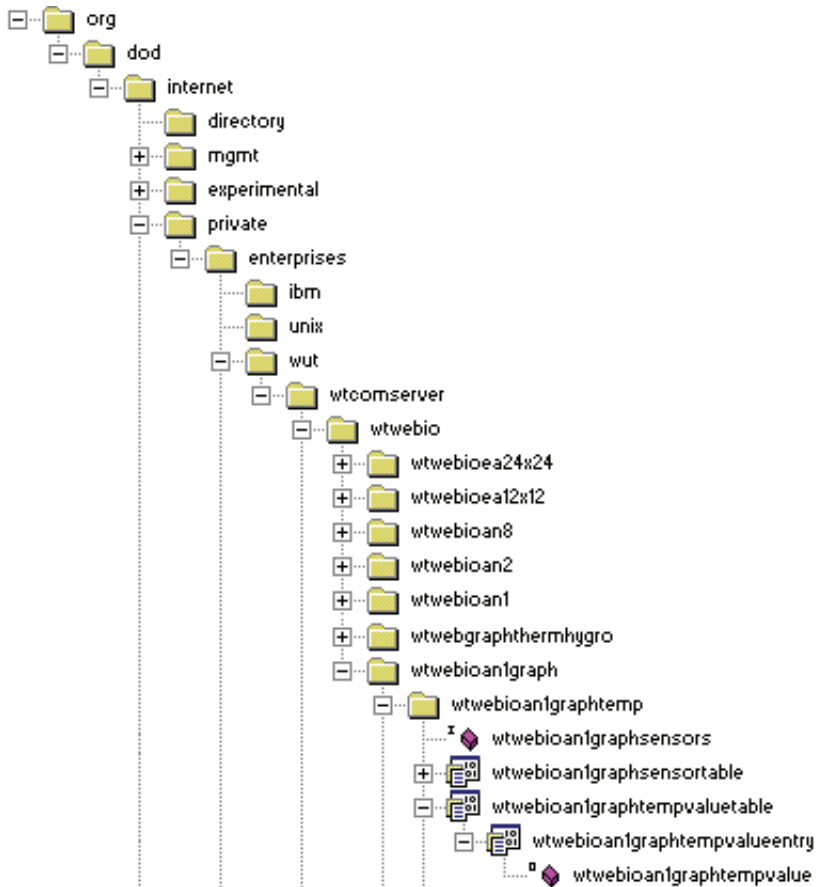 org
dod
internet
directory
mgmt
experimental
private
enterprises
ibm
unix
wut
wtcomserver
wtwebio
wtwebioea24x24
wtwebioea12x12
wtwebioan8
wtwebioan2
wtwebioan1
wtwebgraphthermhygro
wtwebioan1graph
wtwebioan1graphtemp
wtwebioan1graphsensors
wtwebioan1graphsensortable
wtwebioan1graphtempvaluetable
wtwebioan1graphtempvalueentry
wtwebioan1graphtempvalue